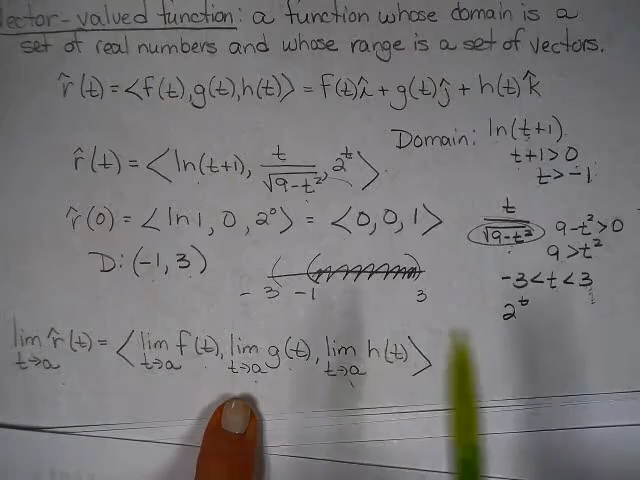 Vector-valued function: a function whose domain is a
set of real numbers and whose range is a set of vectors.
r̂(t) = <f(t), g(t), h(t)> = f(t)î + g(t)ĵ + h(t)k̂
r̂(t) = <ln(t+1), t/√(9-t²), 2^t>
r̂(0) = <ln 1, 0, 2⁰> = <0, 0, 1>
D: (-1, 3)
-3 -1 3
Domain: ln(t+1).
t+1>0
t>-1
t/√(9-t²) 9-t²>0
9>t²
-3<t<3
2^t
lim t→a r̂(t) = <lim t→a f(t), lim t→a g(t), lim t→a h(t)>